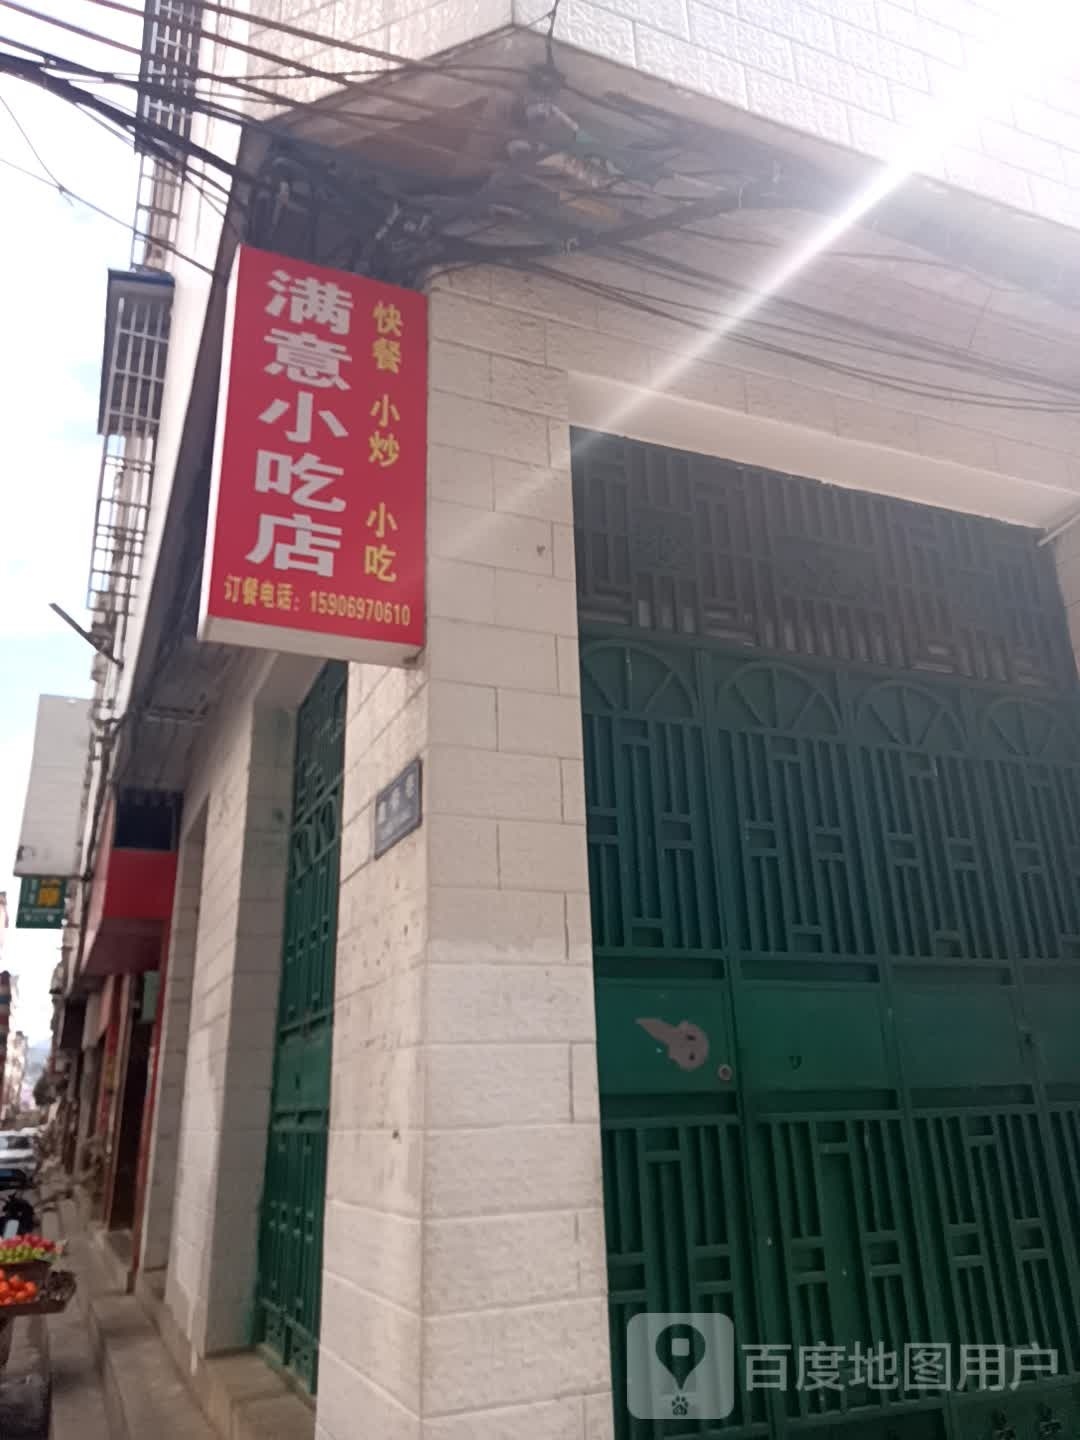 满意小吃店
快餐 小炒 小吃
订餐电话：15906970610
百度地图用户